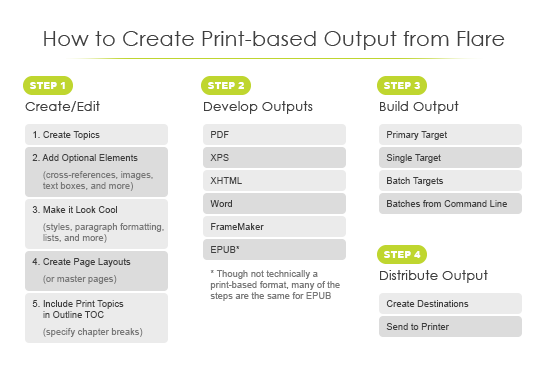 How to Create Print-based Output from Flare
STEP 1
Create/Edit
1. Create Topics
2. Add Optional Elements
(cross-references, images,
text boxes, and more)
3. Make it Look Cool
(styles, paragraph formatting,
lists, and more)
4. Create Page Layouts
(or master pages)
5. Include Print Topics
in Outline TOC
(specify chapter breaks)
STEP 2
Develop Outputs
PDF
XPS
XHTML
Word
FrameMaker
EPUB*
* Though not technically a
print-based format, many of the
steps are the same for EPUB
STEP 3
Build Output
Primary Target
Single Target
Batch Targets
Batches from Command Line
STEP 4
Distribute Output
Create Destinations
Send to Printer